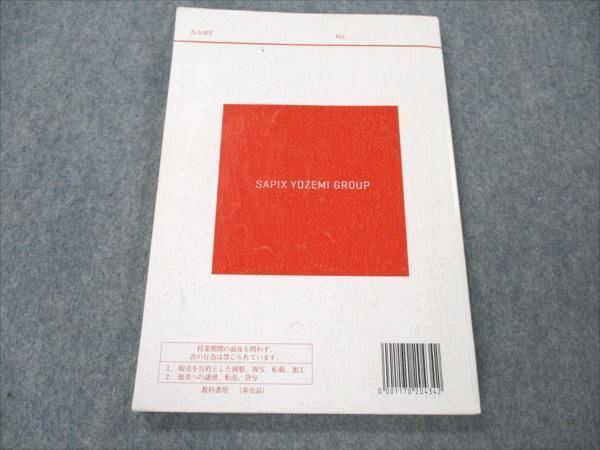 NAME No.
SAPIX YOZEMI GROUP
授業期間の前後を問わず、
次の行為は禁じられています。
1. 販売を目的とした複製、複写、転載、加工
2. 他者への譲渡、転売、貸与
教科書用 （非売品）
0001170204342